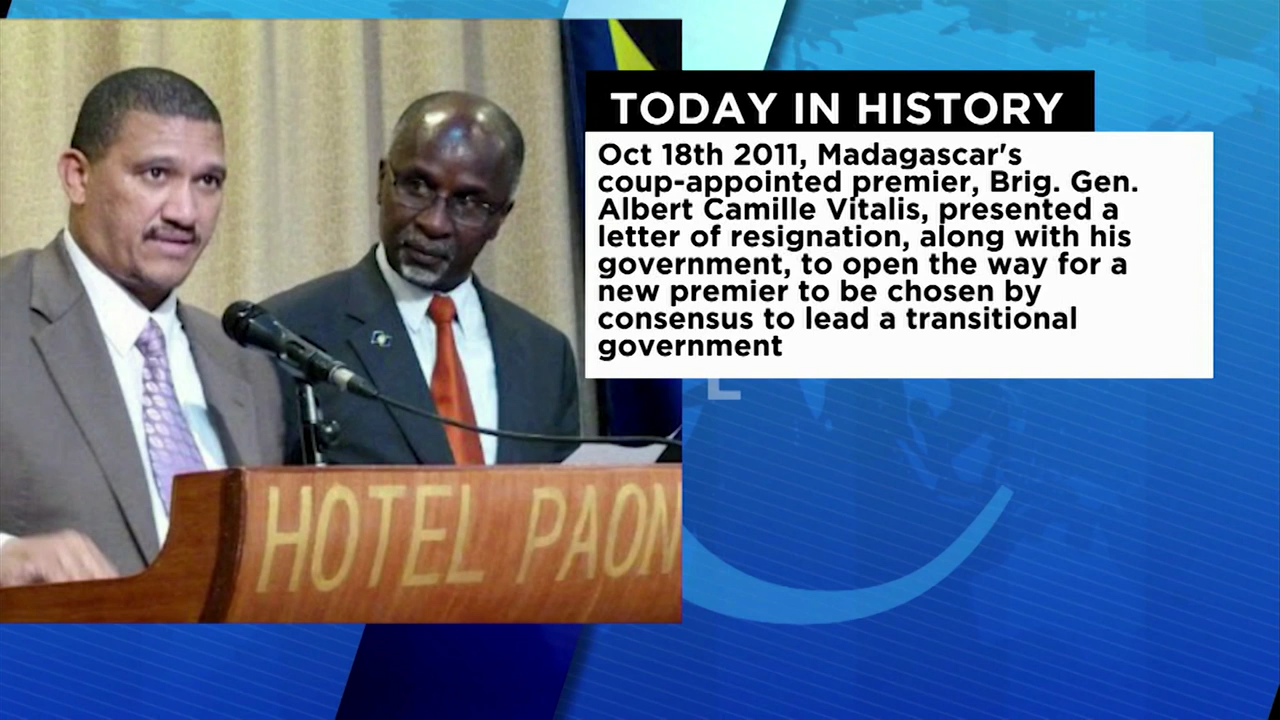 TODAY IN HISTORY
Oct 18th 2011, Madagascar's
coup-appointed premier, Brig. Gen.
Albert Camille Vitalis, presented a
letter of resignation, along with his
government, to open the way for a
new premier to be chosen by
consensus to lead a transitional
government
L
HOTEL PAON